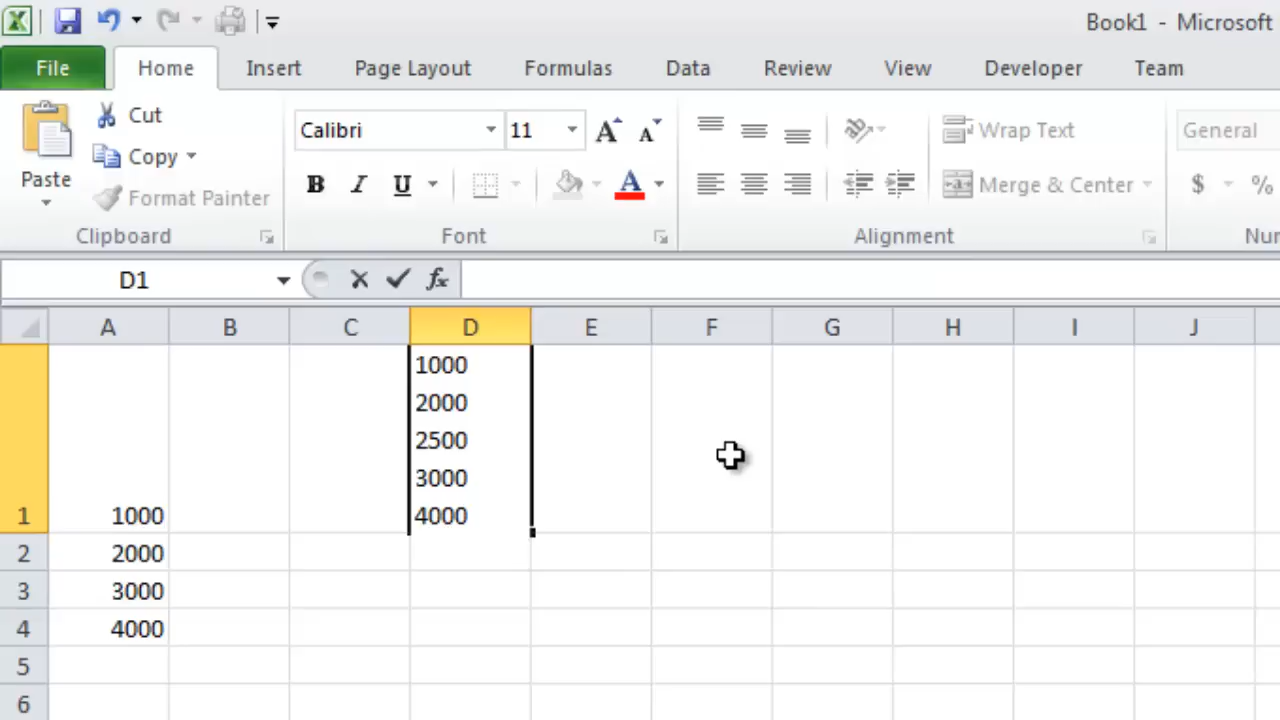 Book1 - Microsoft
File Home Insert Page Layout Formulas Data Review View Developer Team
Paste
Cut
Copy
Format Painter
Clipboard
Calibri 11 A A
B I U A
Font
Wrap Text
Merge & Center
Alignment
General
$ %
Nur
D1 fx
A B C D E F G H I J
1000
2000
2500
3000
1 1000 4000
2 2000
3 3000
4 4000
5
6